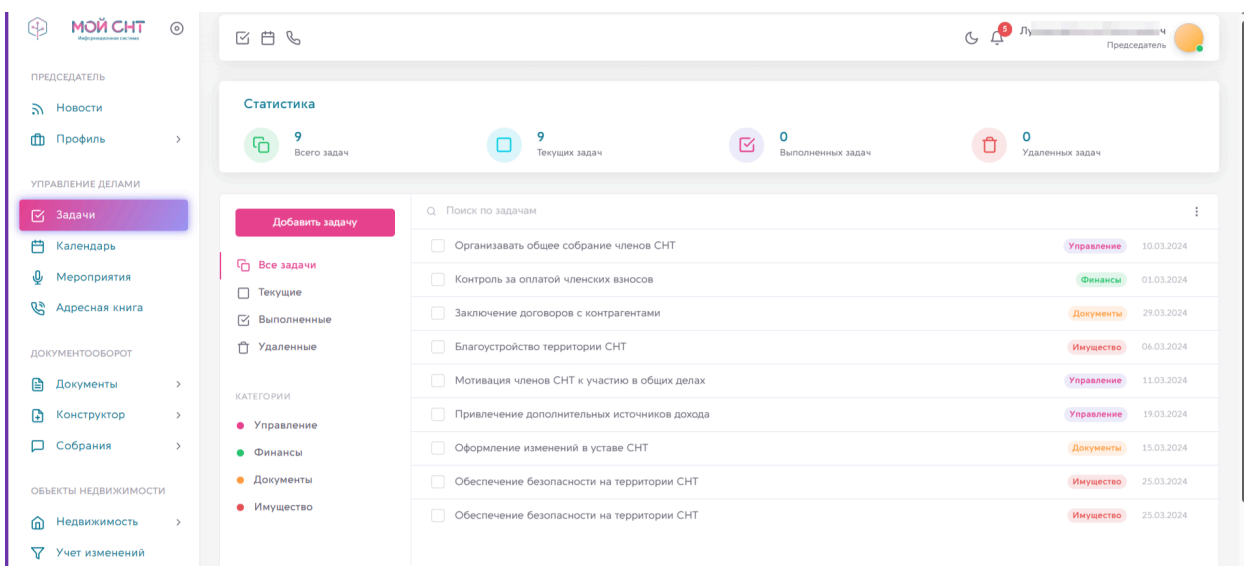 МОЙ СНТ
Информационная система
ПРЕДСЕДАТЕЛЬ
Новости
Профиль
УПРАВЛЕНИЕ ДЕЛАМИ
Задачи
Календарь
Мероприятия
Адресная книга
ДОКУМЕНТООБОРОТ
Документы
Конструктор
Собрания
ОБЪЕКТЫ НЕДВИЖИМОСТИ
Недвижимость
Учет изменений
5
Председатель
Статистика
9
Всего задач
9
Текущих задач
0
Выполненных задач
0
Удаленных задач
Добавить задачу
Все задачи
Текущие
Выполненные
Удаленные
КАТЕГОРИИ
Управление
Финансы
Документы
Имущество
Поиск по задачам
Организавать общее собрание членов СНТ Управление 10.03.2024
Контроль за оплатой членских взносов Финансы 01.03.2024
Заключение договоров с контрагентами Документы 29.03.2024
Благоустройство территории СНТ Имущество 06.03.2024
Мотивация членов СНТ к участию в общих делах Управление 11.03.2024
Привлечение дополнительных источников дохода Управление 19.03.2024
Оформление изменений в уставе СНТ Документы 15.03.2024
Обеспечение безопасности на территории СНТ Имущество 25.03.2024
Обеспечение безопасности на территории СНТ Имущество 25.03.2024